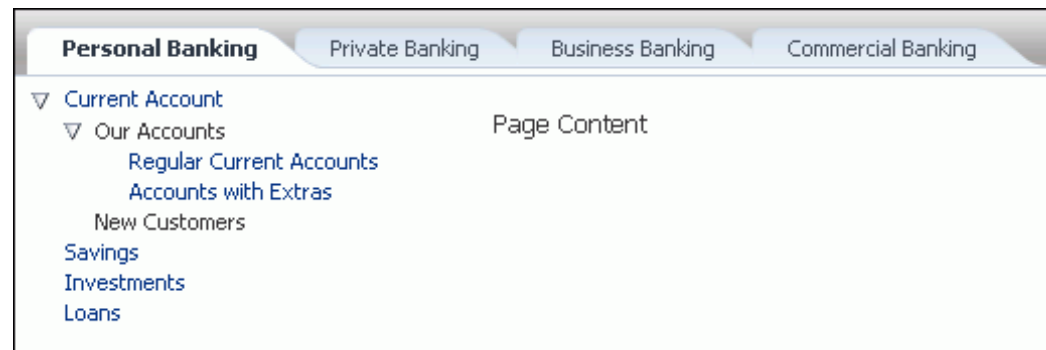 Personal Banking Private Banking Business Banking Commercial Banking
Current Account
Our Accounts
Page Content
Regular Current Accounts
Accounts with Extras
New Customers
Savings
Investments
Loans